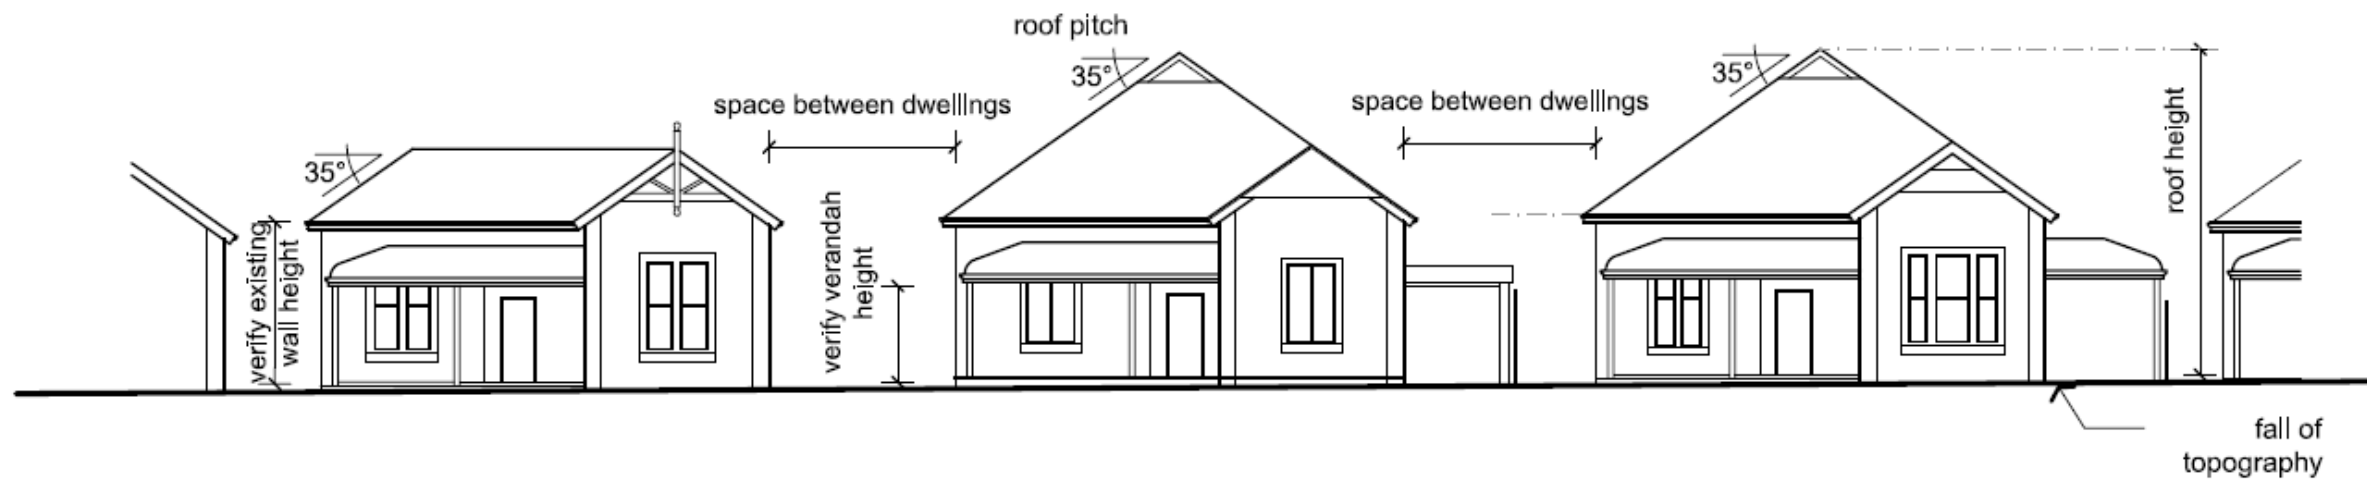 roof pitch
35°
35°
space between dwellings
space between dwellings
35°
verify existing
wall height
verify verandah
height
roof height
fall of
topography